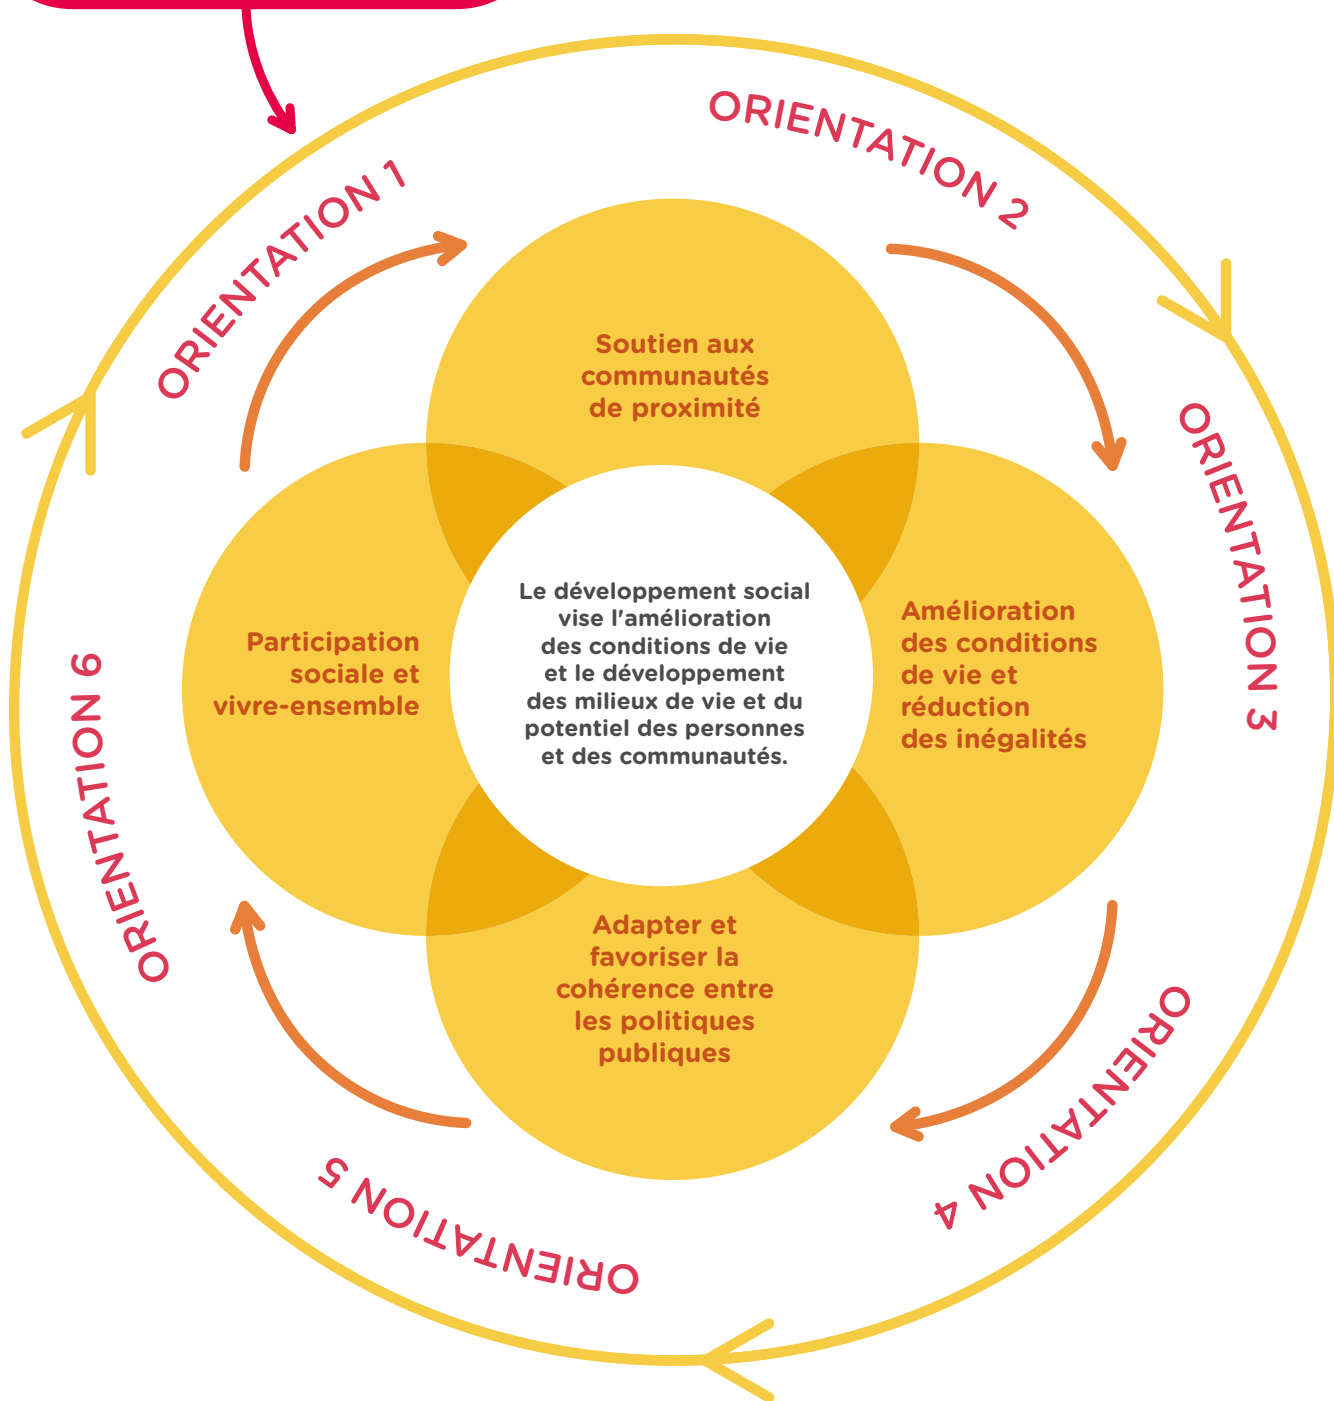 ORIENTATION 1
ORIENTATION 2
ORIENTATION 3
ORIENTATION 4
ORIENTATION 5
ORIENTATION 6
Soutien aux
communautés
de proximité
Amélioration
des conditions
de vie et
réduction
des inégalités
Adapter et
favoriser la
cohérence entre
les politiques
publiques
Participation
sociale et
vivre-ensemble
Le développement social
vise l'amélioration
des conditions de vie
et le développement
des milieux de vie et du
potentiel des personnes
et des communautés.